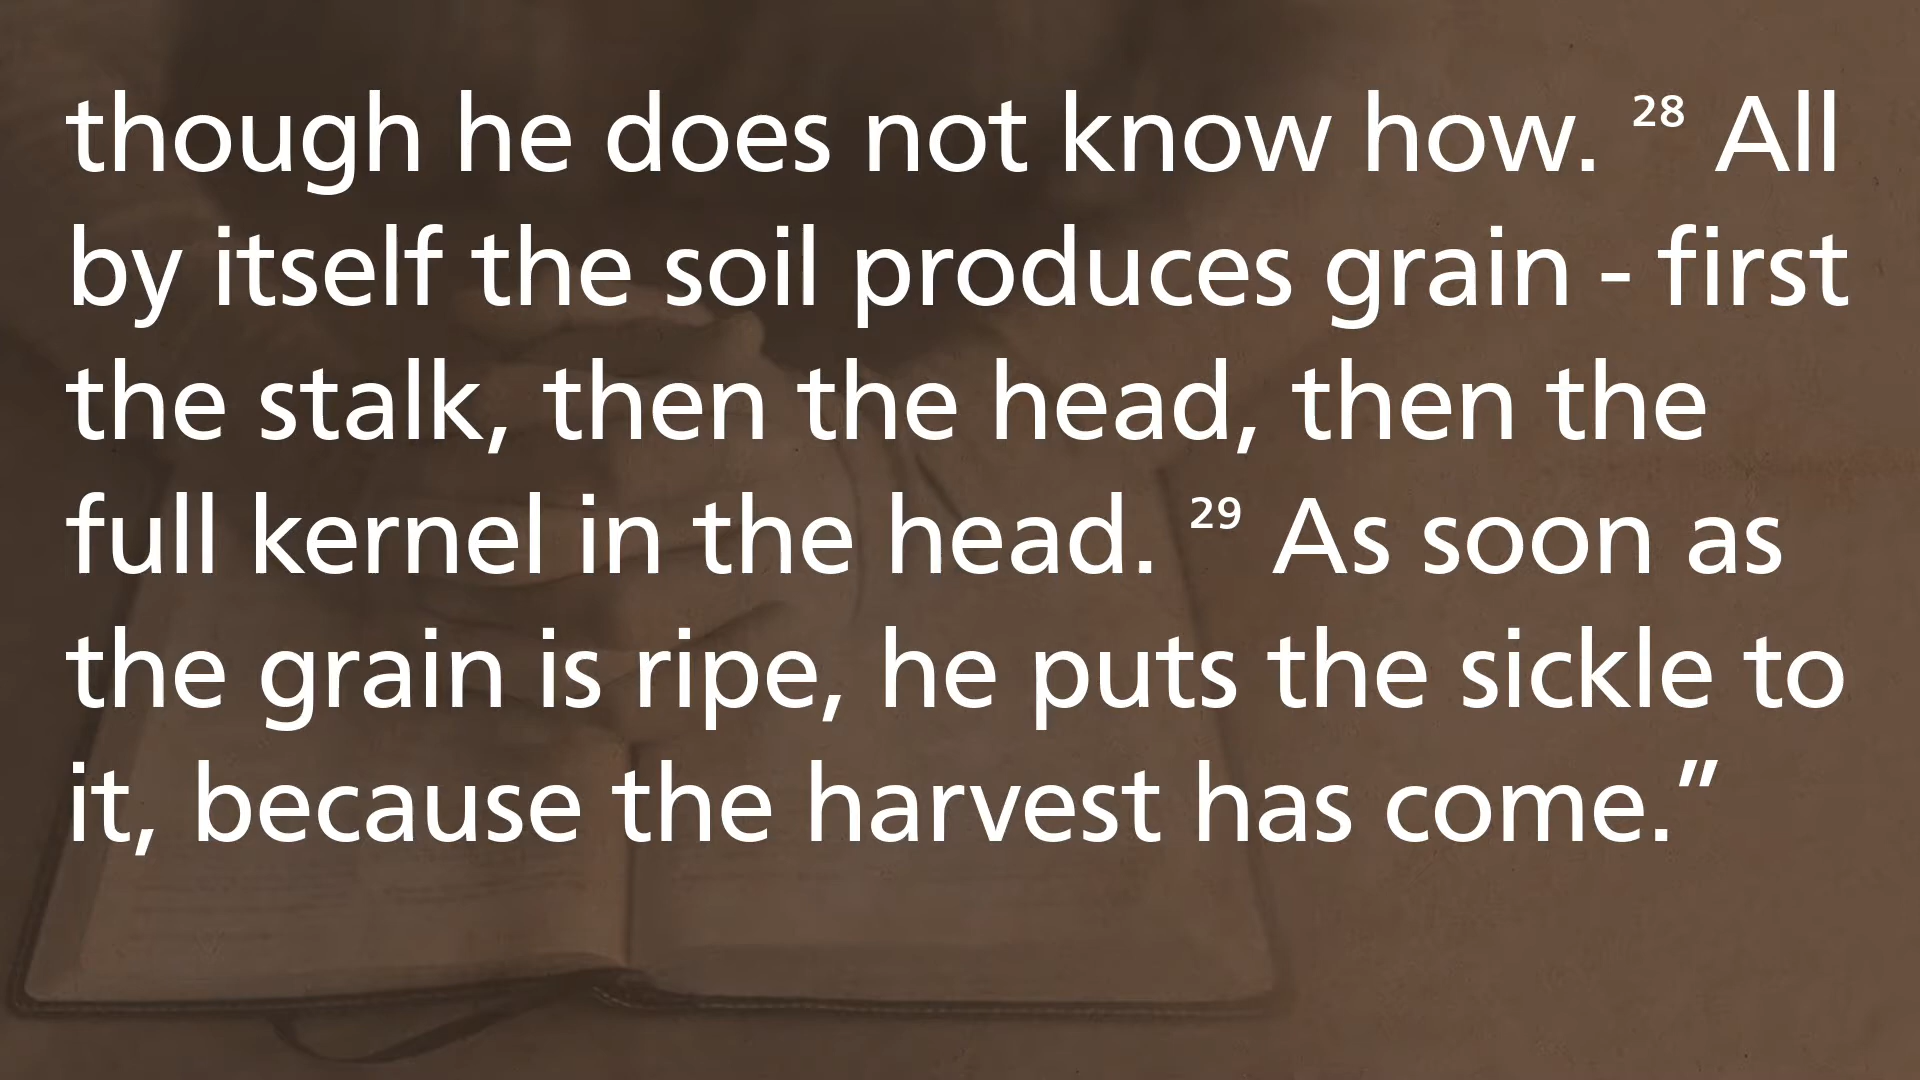 though he does not know how. 28 All
by itself the soil produces grain - first
the stalk, then the head, then the
full kernel in the head. 29 As soon as
the grain is ripe, he puts the sickle to
it, because the harvest has come.”